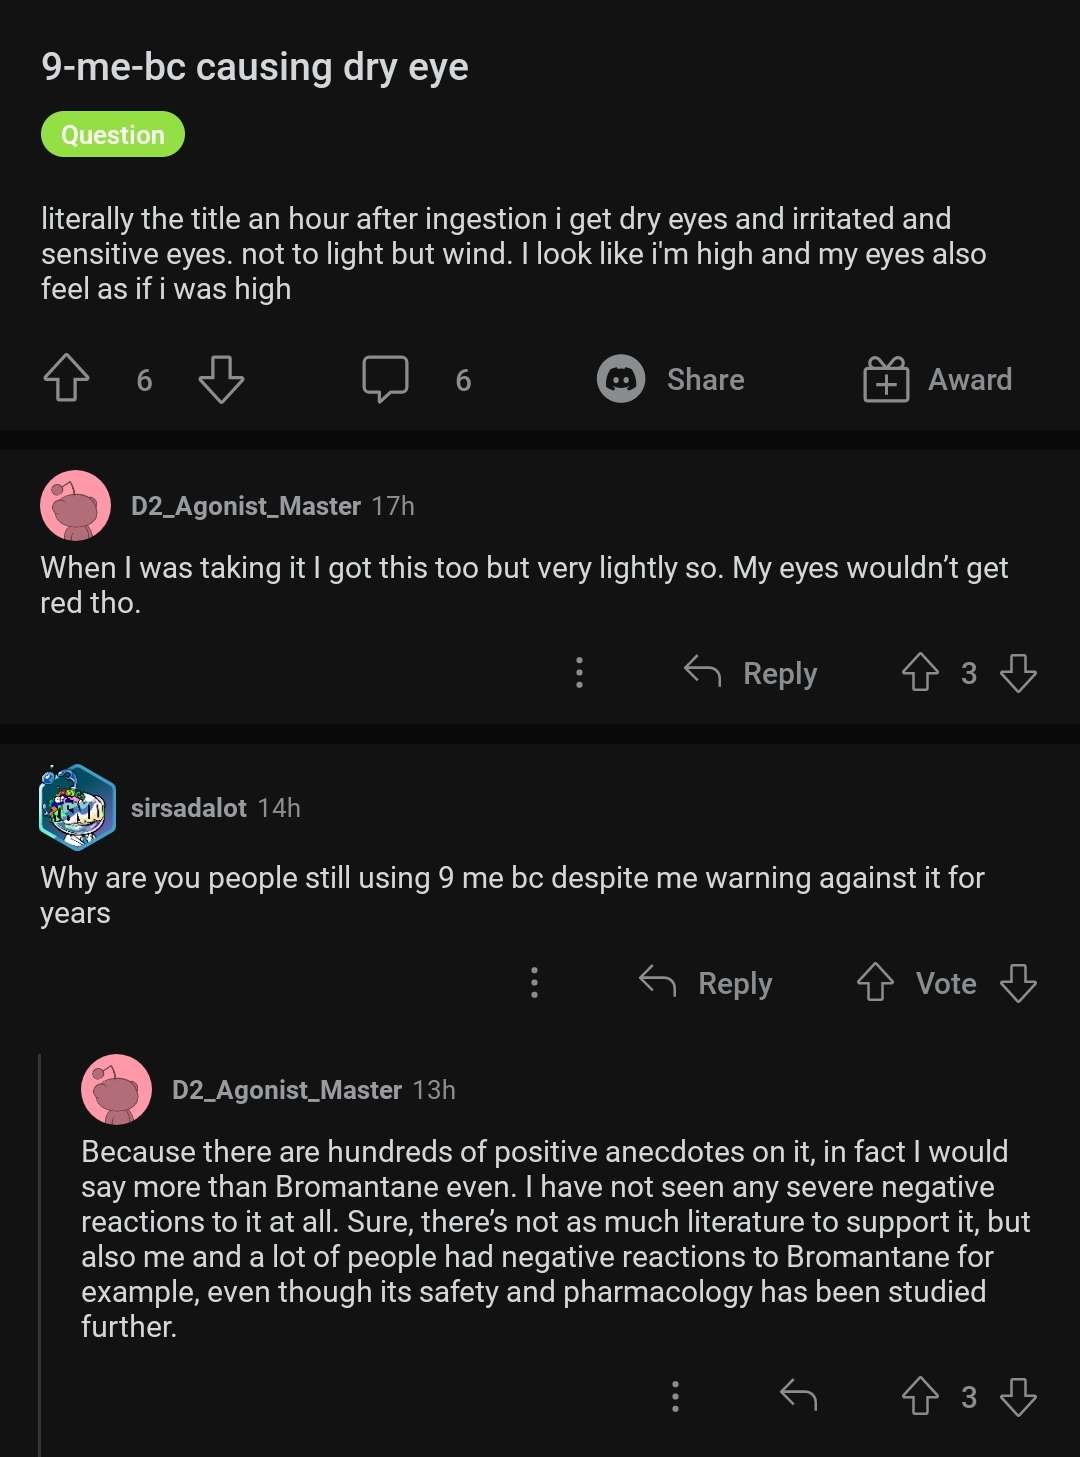 9-me-bc causing dry eye
Question
literally the title an hour after ingestion i get dry eyes and irritated and
sensitive eyes. not to light but wind. I look like i'm high and my eyes also
feel as if i was high
6 6 Share Award
D2_Agonist_Master 17h
When I was taking it I got this too but very lightly so. My eyes wouldn’t get
red tho.
Reply 3
sirsadalot 14h
Why are you people still using 9 me bc despite me warning against it for
years
Reply Vote
D2_Agonist_Master 13h
Because there are hundreds of positive anecdotes on it, in fact I would
say more than Bromantane even. I have not seen any severe negative
reactions to it at all. Sure, there’s not as much literature to support it, but
also me and a lot of people had negative reactions to Bromantane for
example, even though its safety and pharmacology has been studied
further.
3